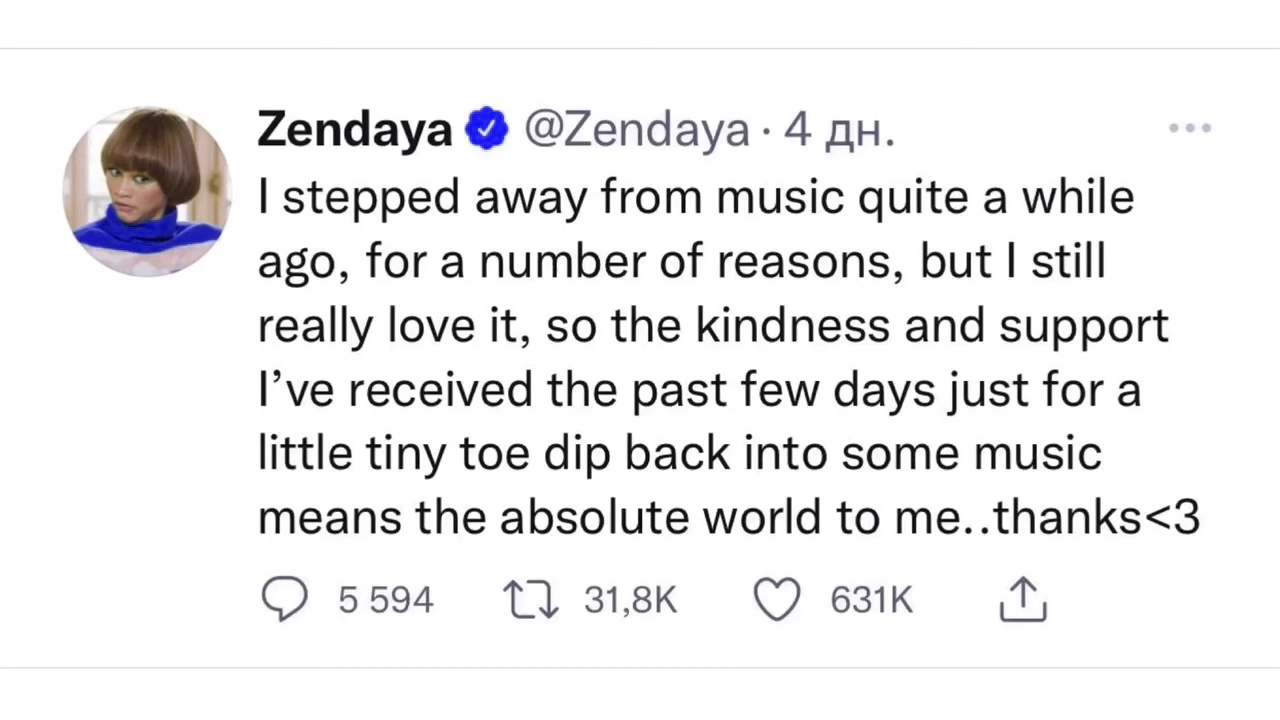 Zendaya @Zendaya · 4 дн.
I stepped away from music quite a while
ago, for a number of reasons, but I still
really love it, so the kindness and support
I’ve received the past few days just for a
little tiny toe dip back into some music
means the absolute world to me..thanks<3
5 594 31,8K 631K